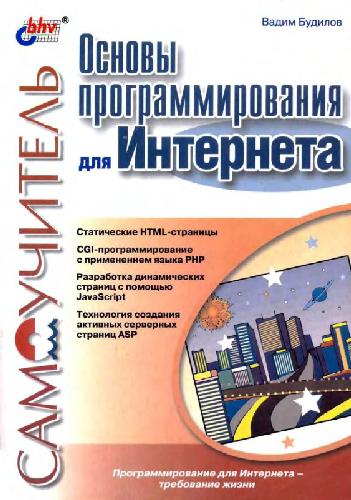 bhv
Вадим Будилов
Основы
программирования
для Интернета
САМОУЧИТЕЛЬ
Статические HTML-страницы
CGI-программирование
с применением языка PHP
Разработка динамических
страниц с помощью
JavaScript
Технология создания
активных серверных
страниц ASP
Программирование для Интернета –
требование жизни